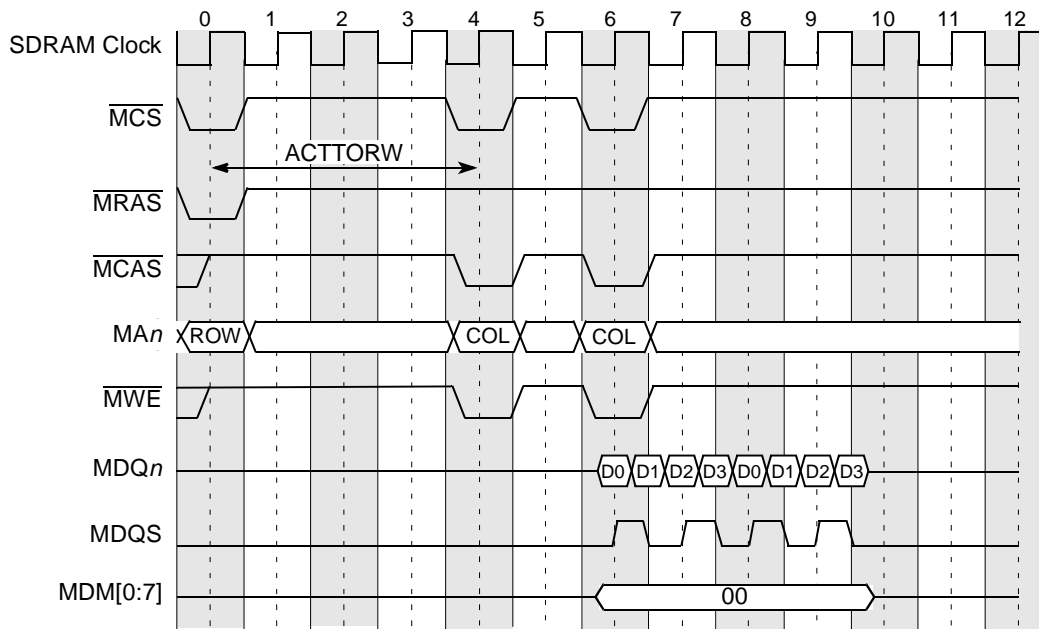 0 1 2 3 4 5 6 7 8 9 10 11 12
SDRAM Clock
MCS
ACTTORW
MRAS
MCAS
MAn ROW COL COL
MWE
MDQn D0 D1 D2 D3 D0 D1 D2 D3
MDQS
MDM[0:7] 00